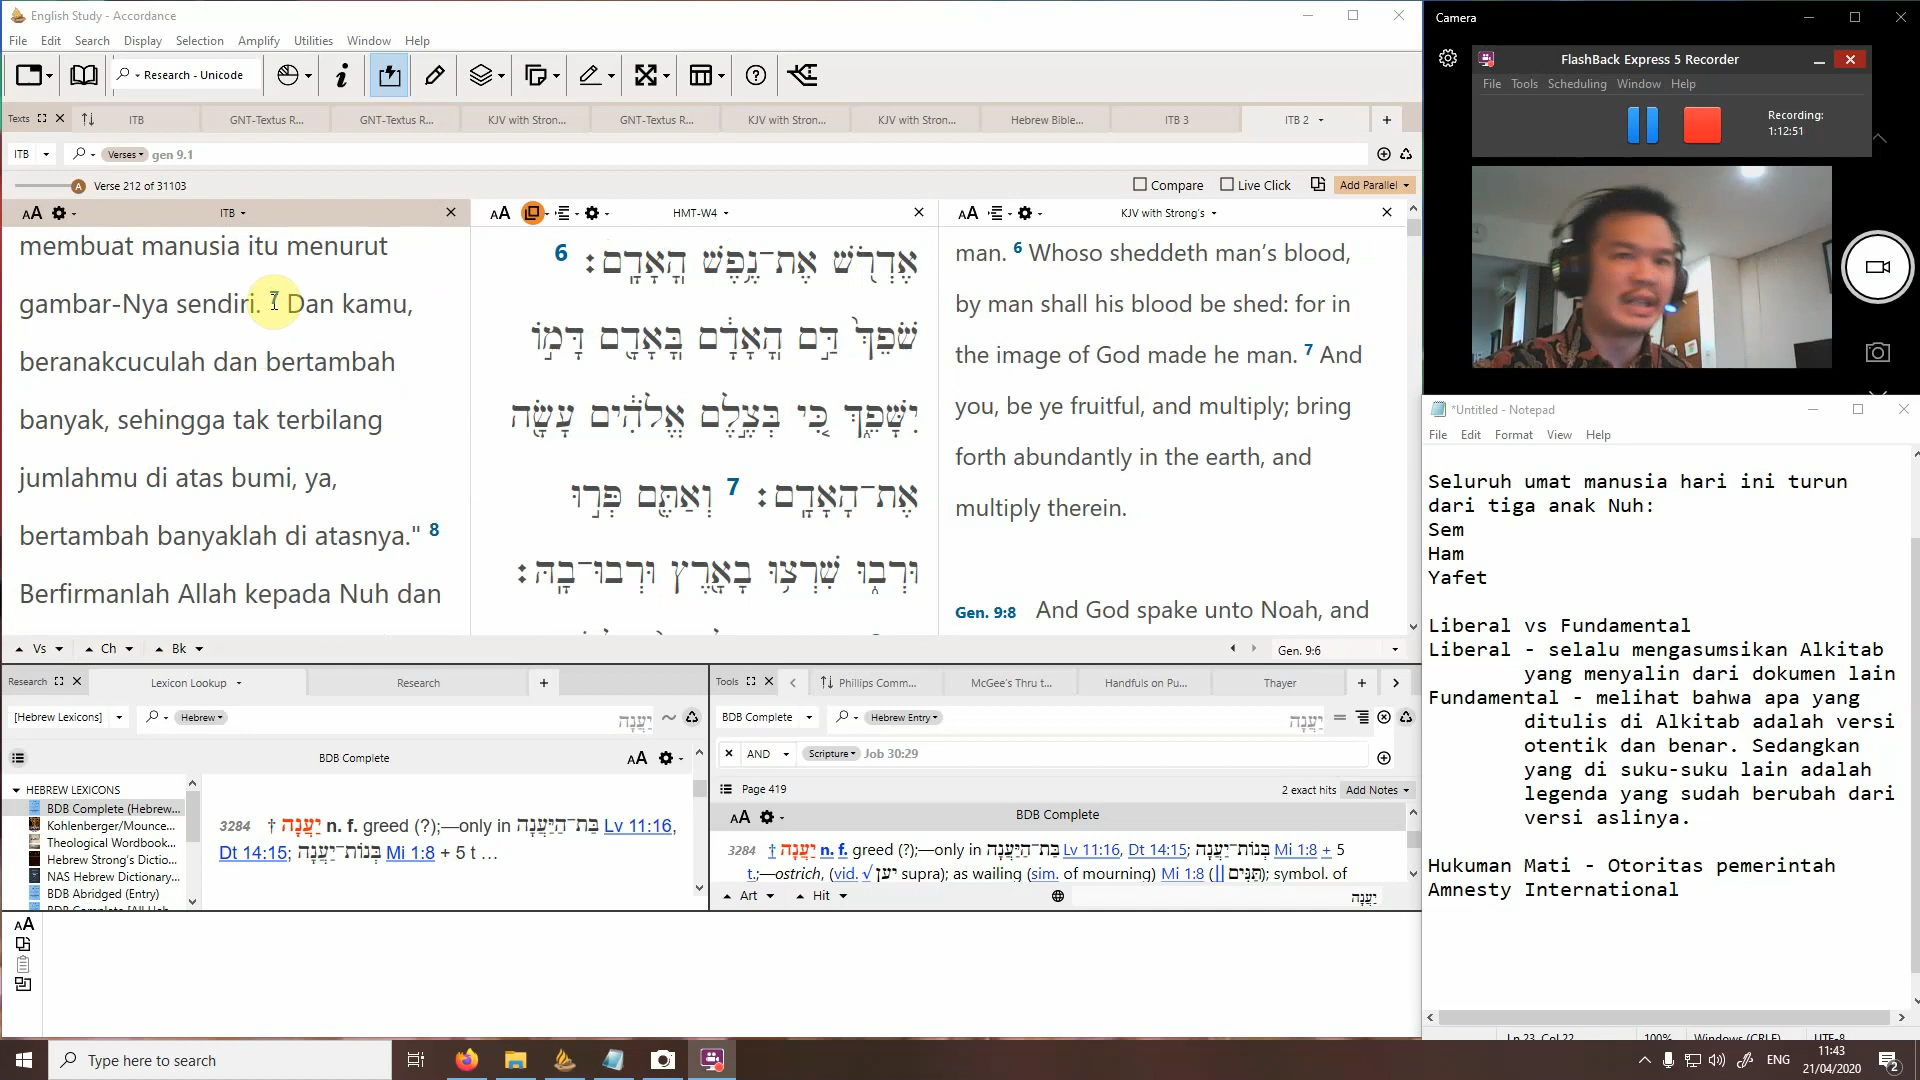 English Study - Accordance
File Edit Search Display Selection Amplify Utilities Window Help
Research - Unicode
Texts ITB GNT-Textus R... GNT-Textus R... KJV with Stron... GNT-Textus R... KJV with Stron... KJV with Stron... Hebrew Bible... ITB 3 ITB 2
ITB Verses gen 9.1
Verse 212 of 31103 Compare Live Click Add Parallel
ITB
membuat manusia itu menurut
gambar-Nya sendiri. 7 Dan kamu,
beranakcuculah dan bertambah
banyak, sehingga tak terbilang
jumlahmu di atas bumi, ya,
bertambah banyaklah di atasnya." 8
Berfirmanlah Allah kepada Nuh dan
HMT-W4
אֶדְרֹ֖שׁ אֶת־נֶ֥פֶשׁ הָֽאָדָֽם׃ 6
שֹׁפֵךְ֙ דַּ֣ם הָֽאָדָ֔ם בָּֽאָדָ֖ם דָּמ֣וֹ
יִשָּׁפֵ֑ךְ כִּ֚י בְּצֶ֣לֶם אֱלֹהִ֔ים עָשָׂ֖ה
אֶת־הָאָדָֽם׃ 7 וְאַתֶּ֖ם פְּר֣וּ
וּרְב֑וּ שִׁרְצ֥וּ בָאָ֖רֶץ וּרְבוּ־בָֽהּ׃
KJV with Strong's
man. 6 Whoso sheddeth man’s blood,
by man shall his blood be shed: for in
the image of God made he man. 7 And
you, be ye fruitful, and multiply; bring
forth abundantly in the earth, and
multiply therein.
Gen. 9:8 And God spake unto Noah, and
Vs Ch Bk Gen. 9:6
Research Lexicon Lookup Research
[Hebrew Lexicons] Hebrew יַעֲנָה
BDB Complete
HEBREW LEXICONS
BDB Complete (Hebrew...
Kohlenberger/Mounce...
Theological Wordbook...
Hebrew Strong's Dictio...
NAS Hebrew Dictionary...
BDB Abridged (Entry)
3284 † יַעֲנָה n. f. greed (?);—only in בַּת־הַיַּעֲנָה Lv 11:16,
Dt 14:15; בְּנוֹת־יַעֲנָה Mi 1:8 + 5 t ...
Tools Phillips Comm... McGee's Thru t... Handfuls on Pu... Thayer
BDB Complete Hebrew Entry יַעֲנָה
AND Scripture Job 30:29
Page 419 2 exact hits Add Notes
BDB Complete
3284 † יַעֲנָה n. f. greed (?);—only in בַּת־הַיַּעֲנָה Lv 11:16, Dt 14:15; בְּנוֹת־יַעֲנָה Mi 1:8 + 5
t.;—ostrich, (vid. √ יען supra); as wailing (sim. of mourning) Mi 1:8 (|| תַּנִּים); symbol. of
Art Hit יַעֲנָה
Camera
FlashBack Express 5 Recorder
File Tools Scheduling Window Help
Recording:
1:12:51
*Untitled - Notepad
File Edit Format View Help
Seluruh umat manusia hari ini turun
dari tiga anak Nuh:
Sem
Ham
Yafet
Liberal vs Fundamental
Liberal - selalu mengasumsikan Alkitab
yang menyalin dari dokumen lain
Fundamental - melihat bahwa apa yang
ditulis di Alkitab adalah versi
otentik dan benar. Sedangkan
yang di suku-suku lain adalah
legenda yang sudah berubah dari
versi aslinya.
Hukuman Mati - Otoritas pemerintah
Amnesty International
Ln 23, Col 22 100% Windows (CRLF) UTF-8
Type here to search
ENG
11:43
21/04/2020
2